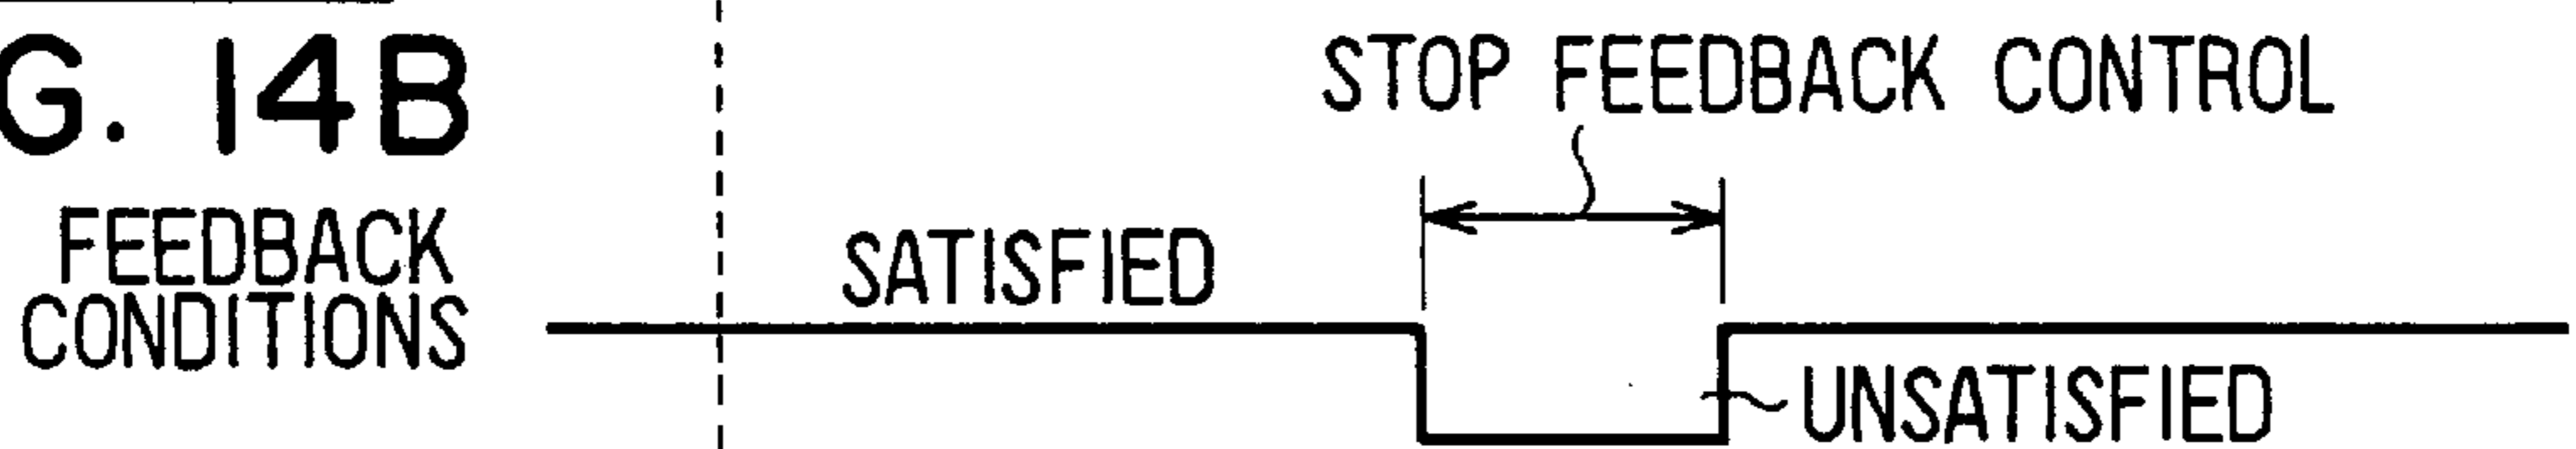 G. 14B
STOP FEEDBACK CONTROL
FEEDBACK
CONDITIONS
SATISFIED
UNSATISFIED